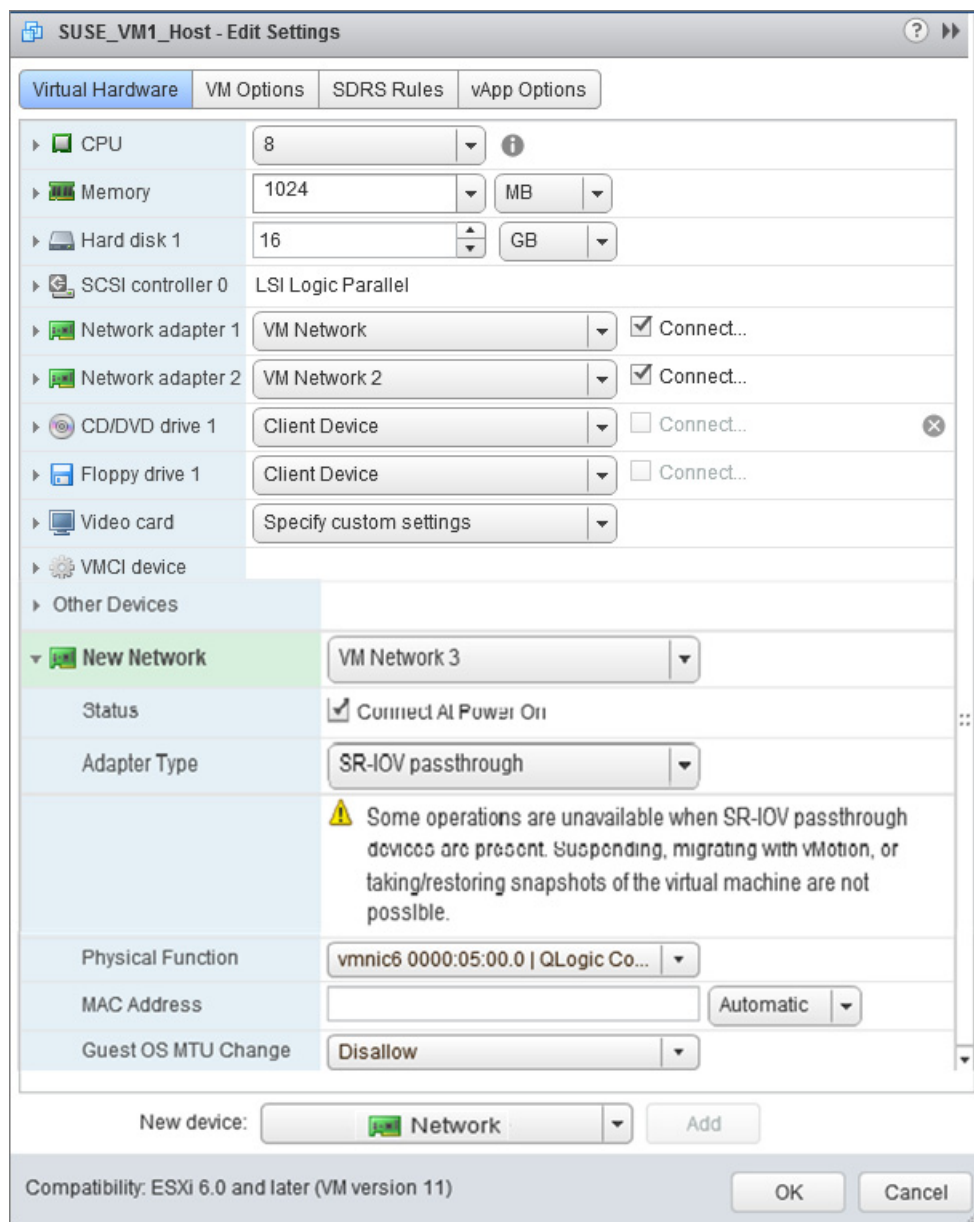 SUSE_VM1_Host - Edit Settings
Virtual Hardware VM Options SDRS Rules vApp Options
CPU 8
Memory 1024 MB
Hard disk 1 16 GB
SCSI controller 0 LSI Logic Parallel
Network adapter 1 VM Network Connect...
Network adapter 2 VM Network 2 Connect...
CD/DVD drive 1 Client Device Connect...
Floppy drive 1 Client Device Connect...
Video card Specify custom settings
VMCI device
Other Devices
New Network VM Network 3
Status Connect At Power On
Adapter Type SR-IOV passthrough
Some operations are unavailable when SR-IOV passthrough
devices are present. Suspending, migrating with vMotion, or
taking/restoring snapshots of the virtual machine are not
possible.
Physical Function vmnic6 0000:05:00.0 | QLogic Co...
MAC Address Automatic
Guest OS MTU Change Disallow
New device: Network Add
Compatibility: ESXi 6.0 and later (VM version 11) OK Cancel